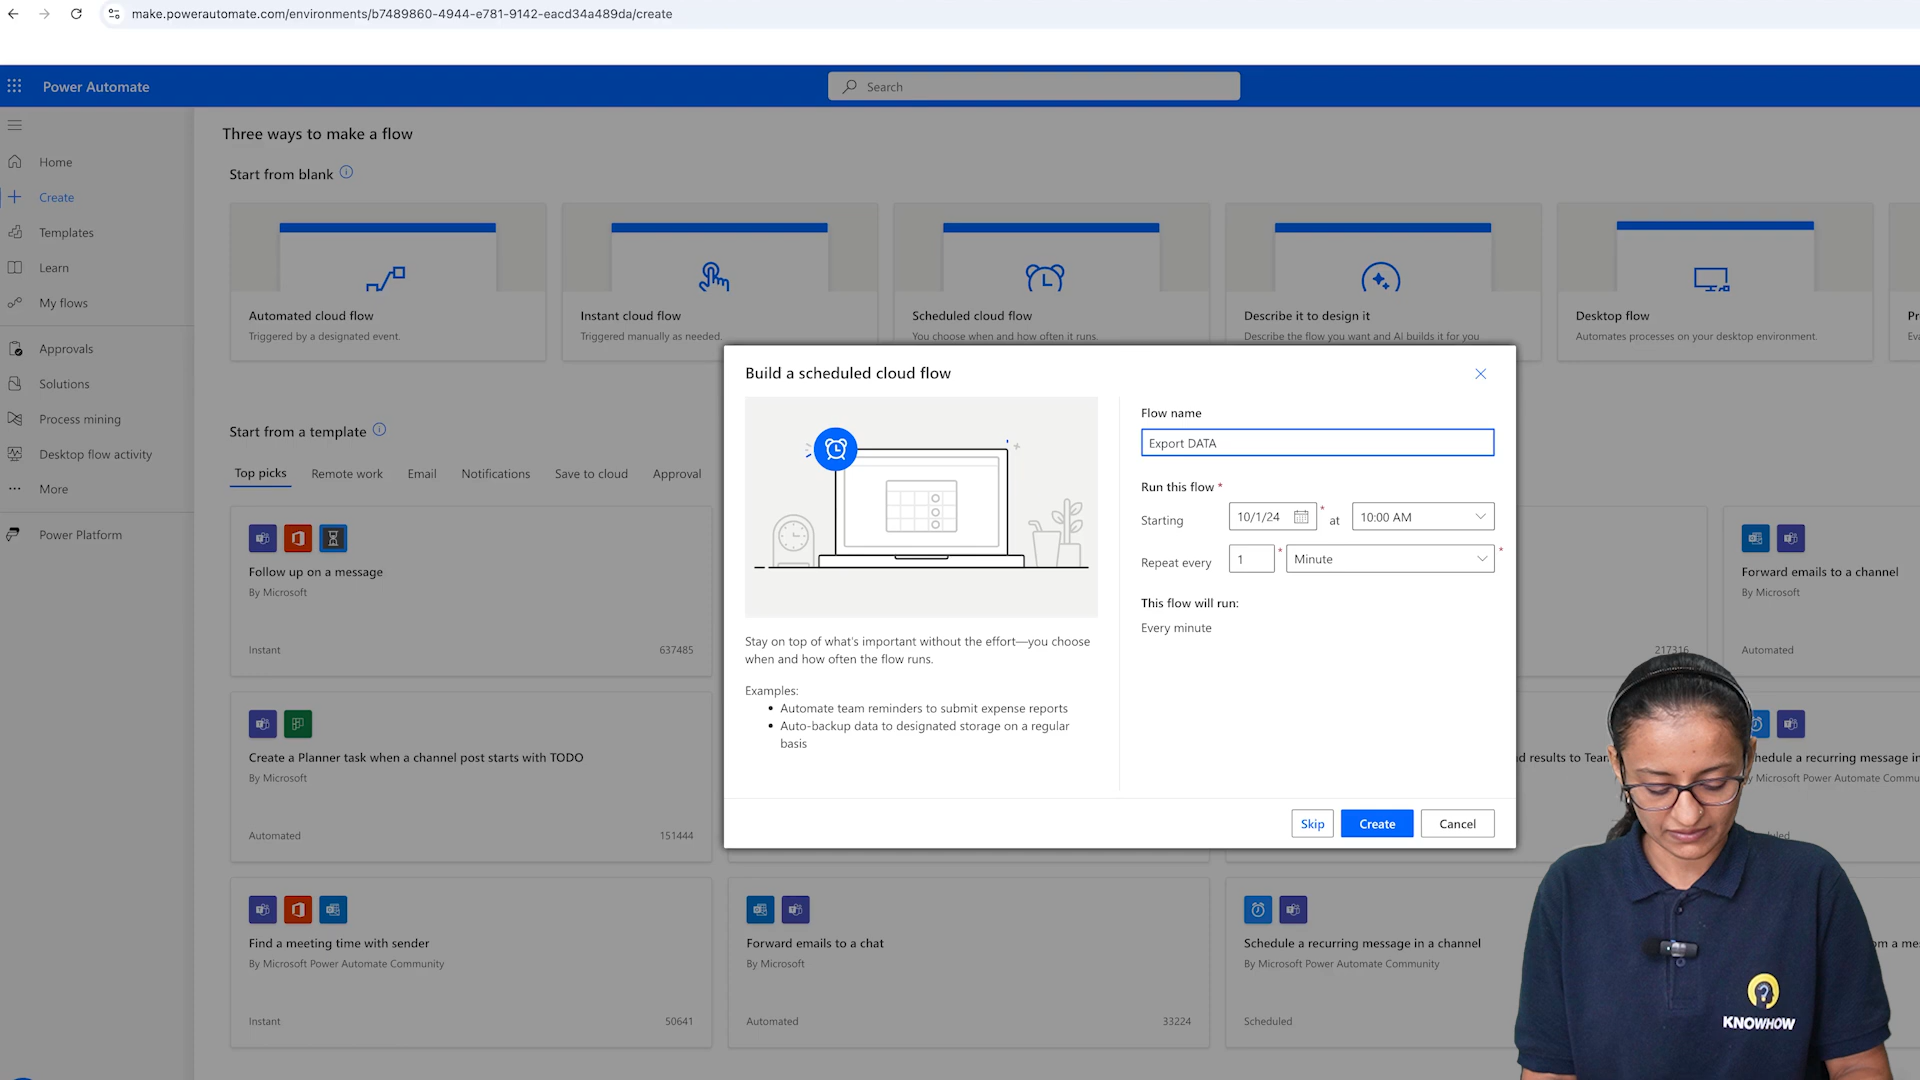 make.powerautomate.com/environments/b7489860-4944-e781-9142-eacd34a489da/create
Power Automate
Search
Home
Create
Templates
Learn
My flows
Approvals
Solutions
Process mining
Desktop flow activity
More
Power Platform
Three ways to make a flow
Start from blank
Automated cloud flow
Triggered by a designated event.
Instant cloud flow
Triggered manually as needed.
Scheduled cloud flow
You choose when and how often it runs.
Describe it to design it
Describe the flow you want and AI builds it for you
Desktop flow
Automates processes on your desktop environment.
Start from a template
Top picks
Remote work
Email
Notifications
Save to cloud
Approval
Follow up on a message
By Microsoft
Instant
637485
217316
Forward emails to a channel
By Microsoft
Automated
Create a Planner task when a channel post starts with TODO
By Microsoft
Automated
151444
Find a meeting time with sender
By Microsoft Power Automate Community
Instant
50641
Forward emails to a chat
By Microsoft
Automated
33224
Schedule a recurring message in a channel
By Microsoft Power Automate Community
Scheduled
Build a scheduled cloud flow
Stay on top of what's important without the effort—you choose
when and how often the flow runs.
Examples:
• Automate team reminders to submit expense reports
• Auto-backup data to designated storage on a regular
basis
Flow name
Export DATA
Run this flow *
Starting
10/1/24
*
at
10:00 AM
Repeat every
1
*
Minute
*
This flow will run:
Every minute
Skip
Create
Cancel
KNOWHOW